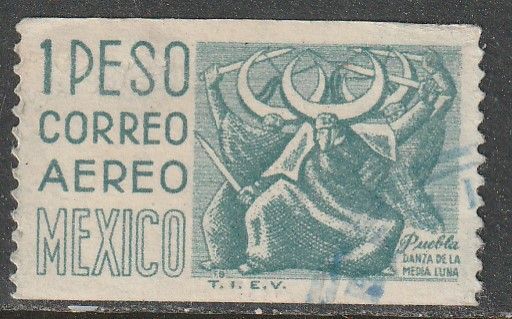 1 PESO
CORREO
AEREO
MEXICO
Puebla
DANZA DE LA
MEDIA LUNA
T. I. E. V.